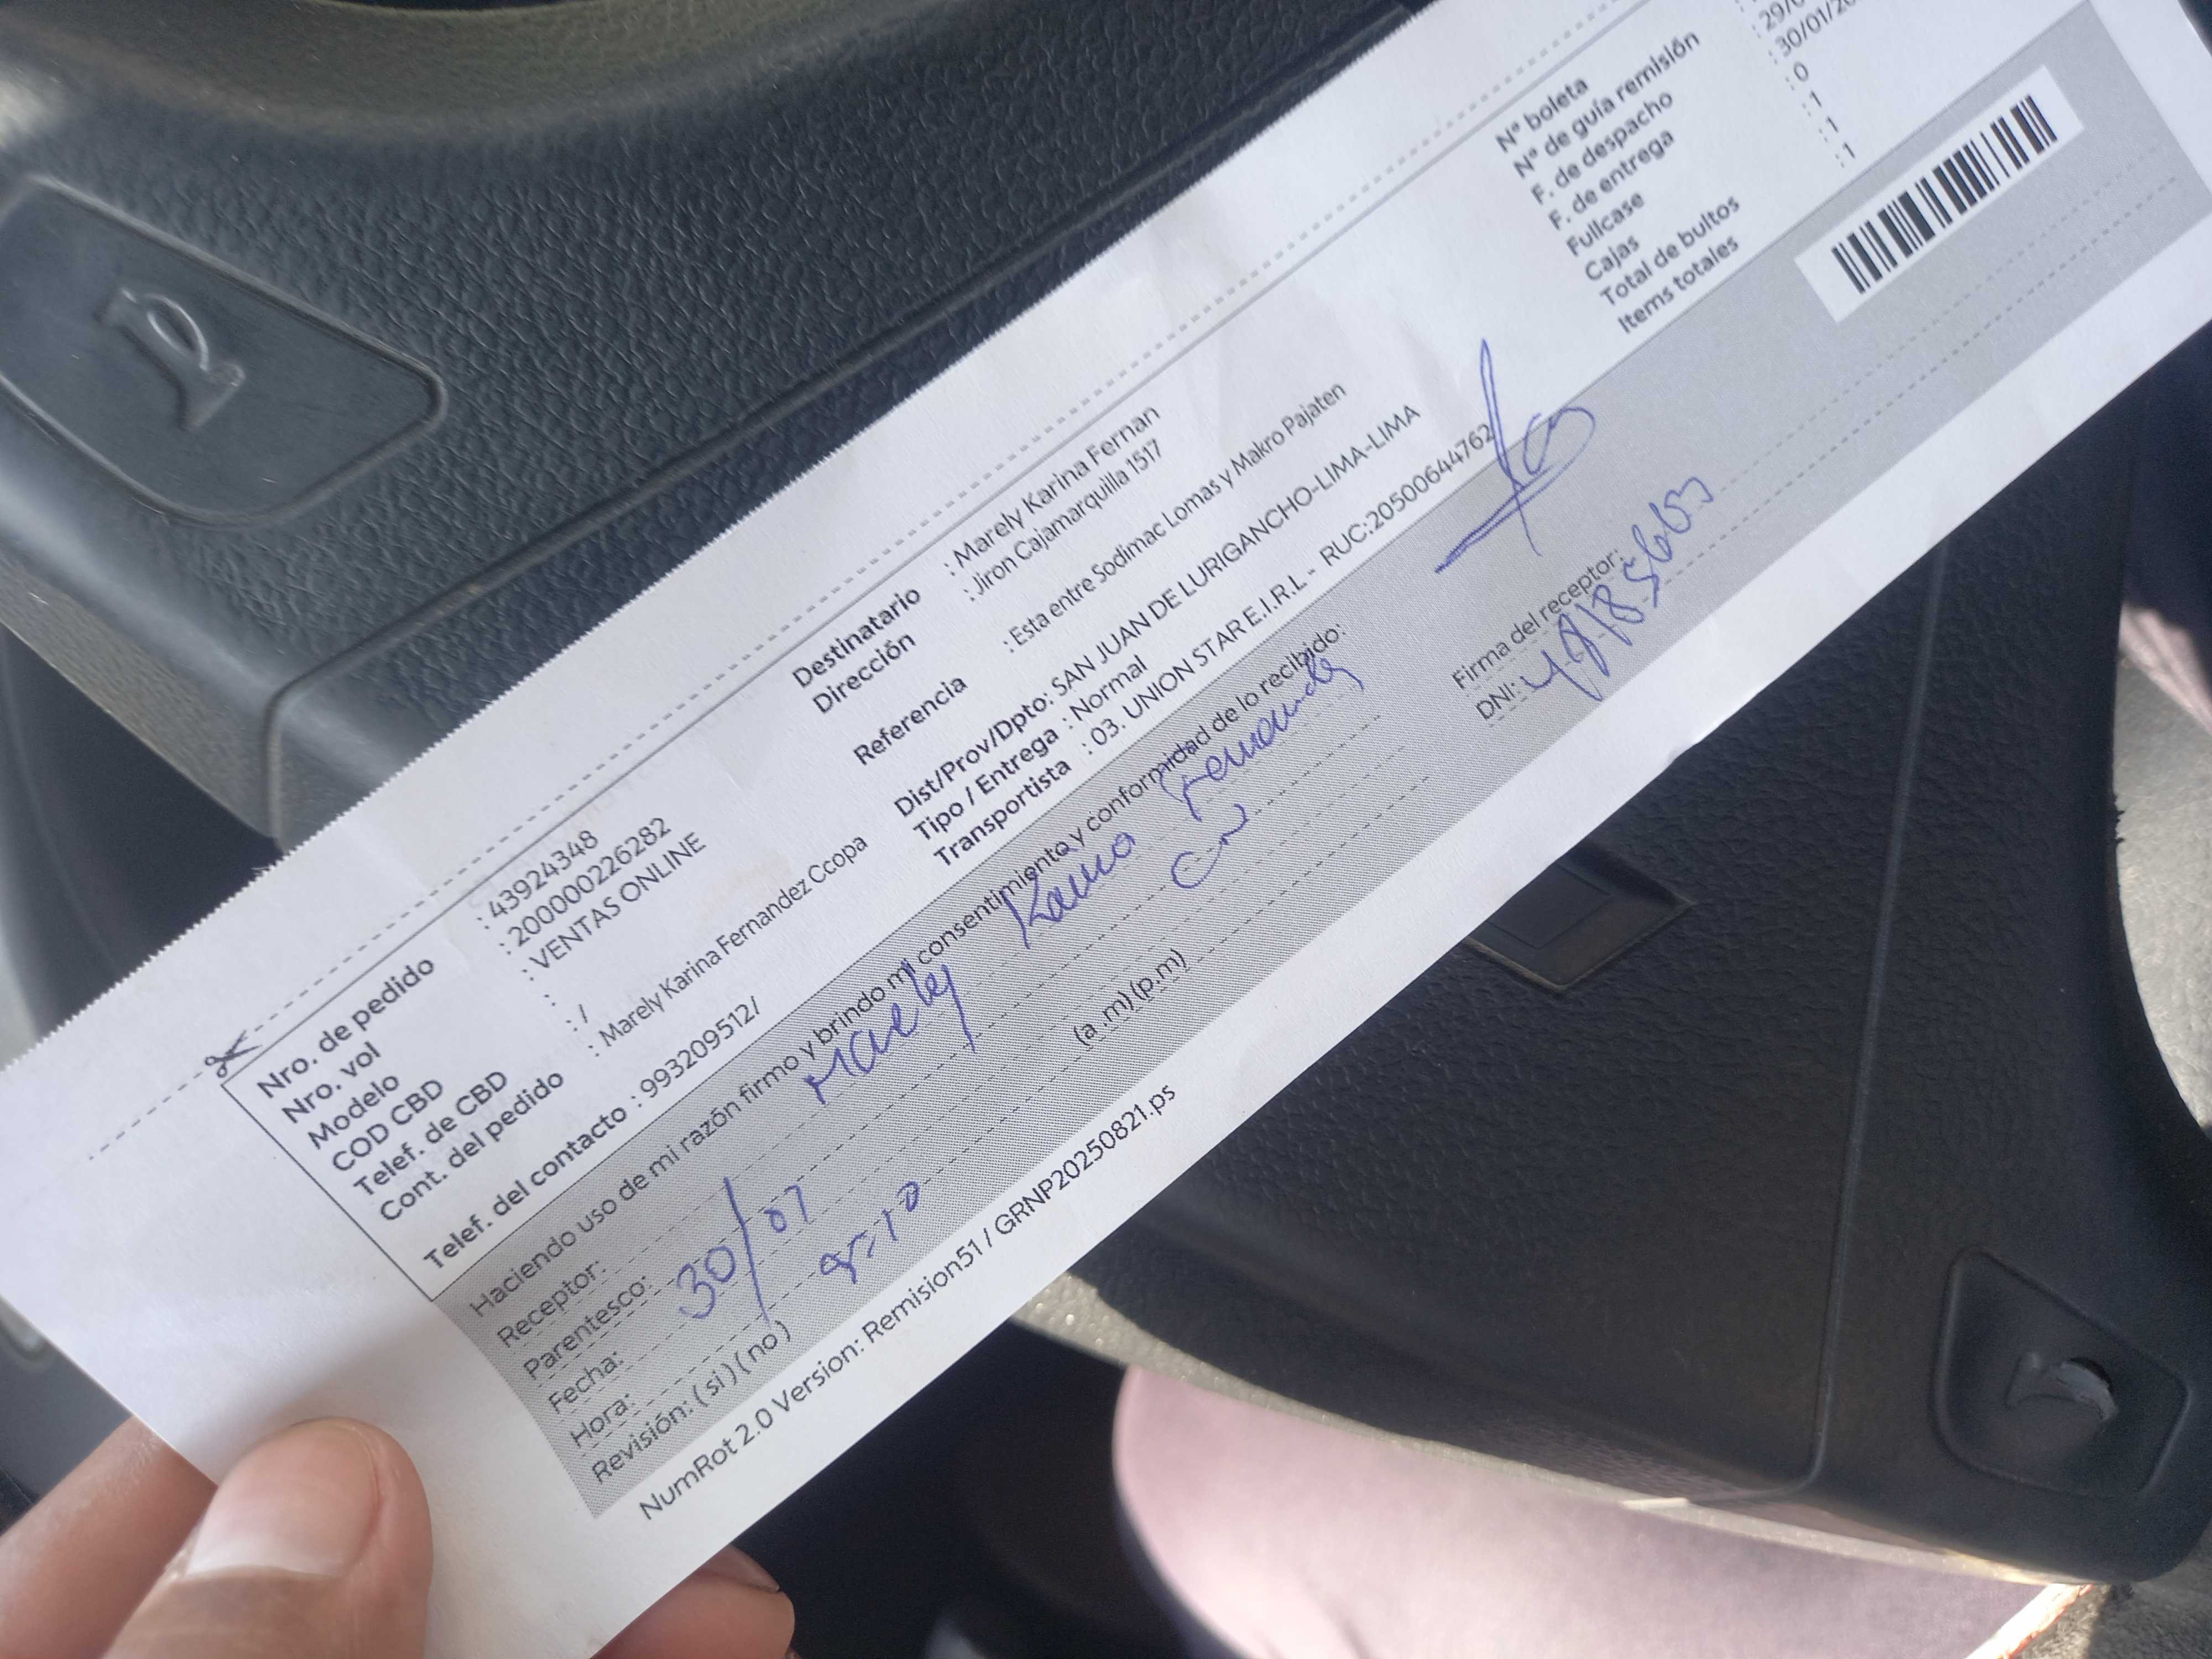 Nro. de pedido : 43924348
Nro. vol : 200000226282
Modelo : VENTAS ONLINE
COD CBD :
Telef. de CBD : /
Cont. del pedido : Marely Karina Fernandez Ccopa
Telef. del contacto : 993209512/
Destinatario : Marely Karina Fernan
Dirección : Jiron Cajamarquilla 1517
Referencia : Esta entre Sodimac Lomas y Makro Pajaten
Dist/Prov/Dpto: SAN JUAN DE LURIGANCHO-LIMA-LIMA
Tipo / Entrega : Normal
Transportista : 03. UNION STAR E.I.R.L - RUC:20500644762
N° boleta
N° de guía remisión
F. de despacho : 29/0
F. de entrega : 30/01/20
Fullcase : 0
Cajas : 1
Total de bultos : 1
Items totales : 1
Haciendo uso de mi razón firmo y brindo mi consentimiento y conformidad de lo recibido:
Receptor: Marely Karina Fernandez
Parentesco:
Fecha: 30/01
Hora: (a.m) (p.m)
Revisión: ( si ) ( no )
Firma del receptor:
DNI:
NumRot 2.0 Version: Remision51 / GRNP20250821.ps